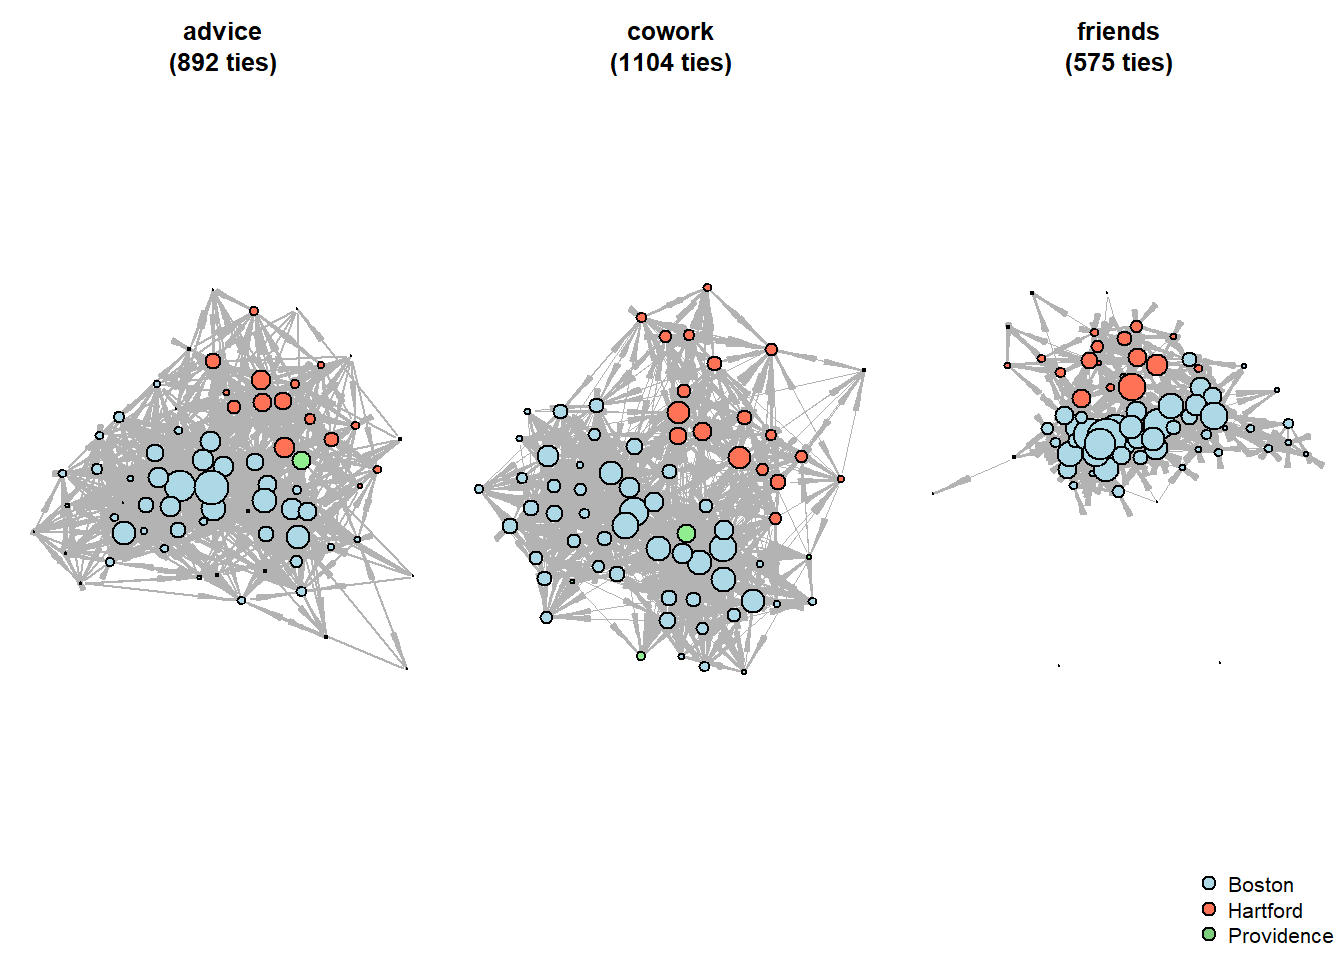 advice
(892 ties)
cowork
(1104 ties)
friends
(575 ties)
Boston
Hartford
Providence